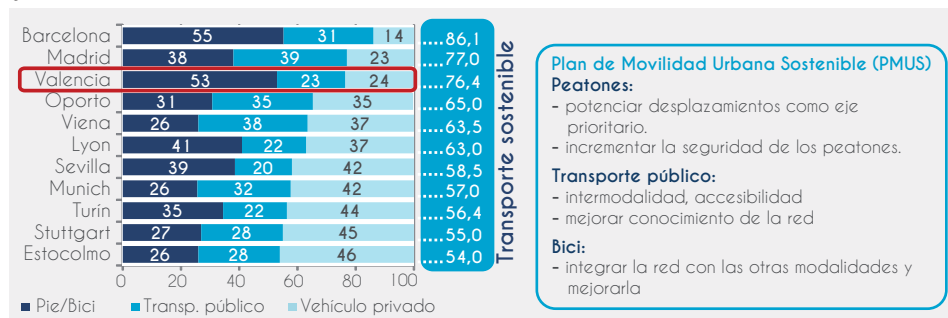 Barcelona 55 31 14 ....86,1
Madrid 38 39 23 ....77,0
Valencia 53 23 24 ....76,4
Oporto 31 35 35 ....65,0
Viena 26 38 37 ....63,5
Lyon 41 22 37 ....63,0
Sevilla 39 20 42 ....58,5
Munich 26 32 42 ....57,0
Turín 35 22 44 ....56,4
Stuttgart 27 28 45 ....55,0
Estocolmo 26 28 46 ....54,0
0 20 40 60 80 100
Pie/Bici Transp. público Vehículo privado
Transporte sostenible
Plan de Movilidad Urbana Sostenible (PMUS)
Peatones:
- potenciar desplazamientos como eje
prioritario.
- incrementar la seguridad de los peatones.
Transporte público:
- intermodalidad, accesibilidad
- mejorar conocimiento de la red
Bici:
- integrar la red con las otras modalidades y
mejorarla